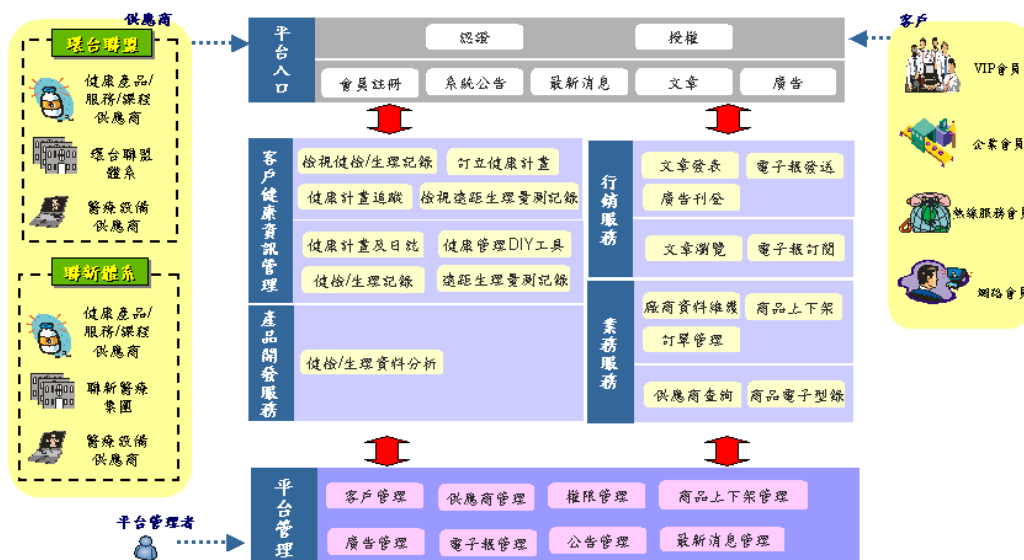 供應商
環台聯盟
健康產品/
服務/課程
供應商
環台聯盟
體系
醫療設備
供應商
聯新體系
健康產品/
服務/課程
供應商
聯新醫療
集團
醫療設備
供應商
平台管理者
平台入口
認證
授權
會員註冊
系統公告
最新消息
文章
廣告
客戶健康資訊管理
檢視健檢/生理記錄
訂立健康計畫
健康計畫追蹤
檢視遠距生理量測記錄
健康計畫及日誌
健康管理DIY工具
健檢/生理記錄
遠距生理量測記錄
產品開發服務
健檢/生理資料分析
行銷服務
文章發表
電子報發送
廣告刊登
文章瀏覽
電子報訂閱
業務服務
廠商資料維護
商品上下架
訂單管理
供應商查詢
商品電子型錄
平台管理
客戶管理
供應商管理
權限管理
商品上下架管理
廣告管理
電子報管理
公告管理
最新消息管理
客戶
VIP會員
企業會員
熱線服務會員
網路會員